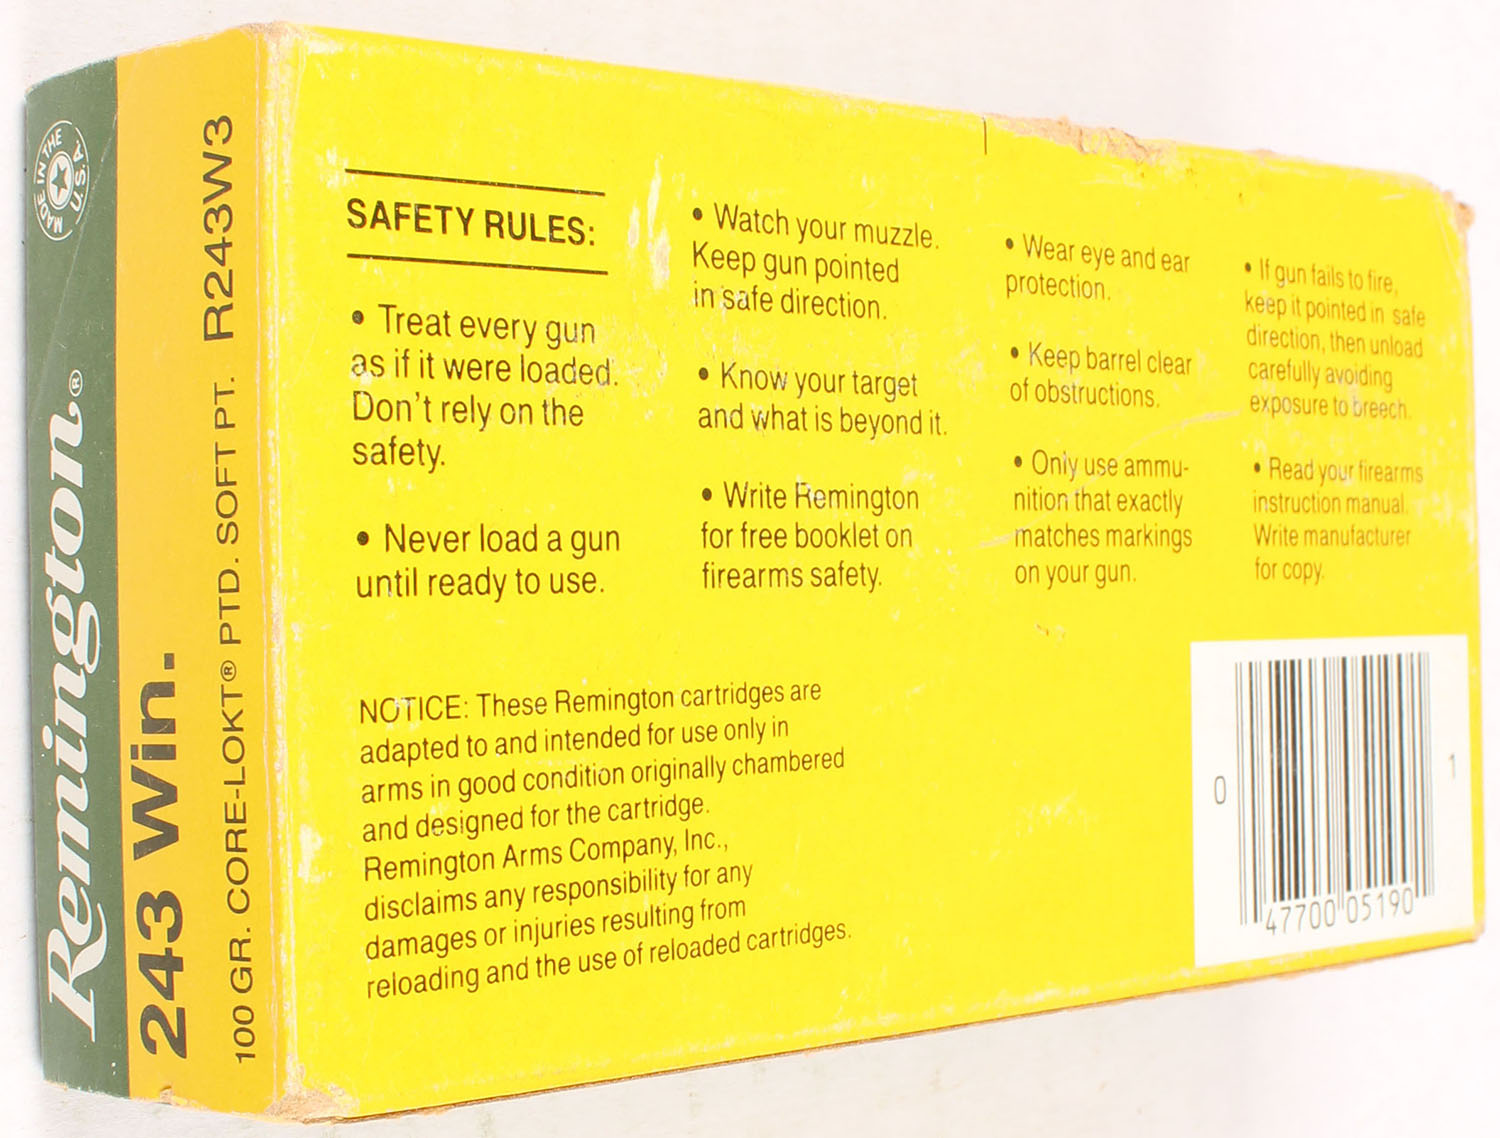 MADE IN THE U.S.A.
Remington®
243 Win.
100 GR. CORE-LOKT® PTD. SOFT PT. R243W3
SAFETY RULES:
• Treat every gun
as if it were loaded.
Don't rely on the
safety.
• Never load a gun
until ready to use.
• Watch your muzzle.
Keep gun pointed
in safe direction.
• Know your target
and what is beyond it.
• Write Remington
for free booklet on
firearms safety.
• Wear eye and ear
protection.
• Keep barrel clear
of obstructions.
• Only use ammu-
nition that exactly
matches markings
on your gun.
• If gun fails to fire,
keep it pointed in safe
direction, then unload
carefully avoiding
exposure to breech.
• Read your firearms
instruction manual.
Write manufacturer
for copy.
NOTICE: These Remington cartridges are
adapted to and intended for use only in
arms in good condition originally chambered
and designed for the cartridge.
Remington Arms Company, Inc.,
disclaims any responsibility for any
damages or injuries resulting from
reloading and the use of reloaded cartridges.
0 47700 05190 1